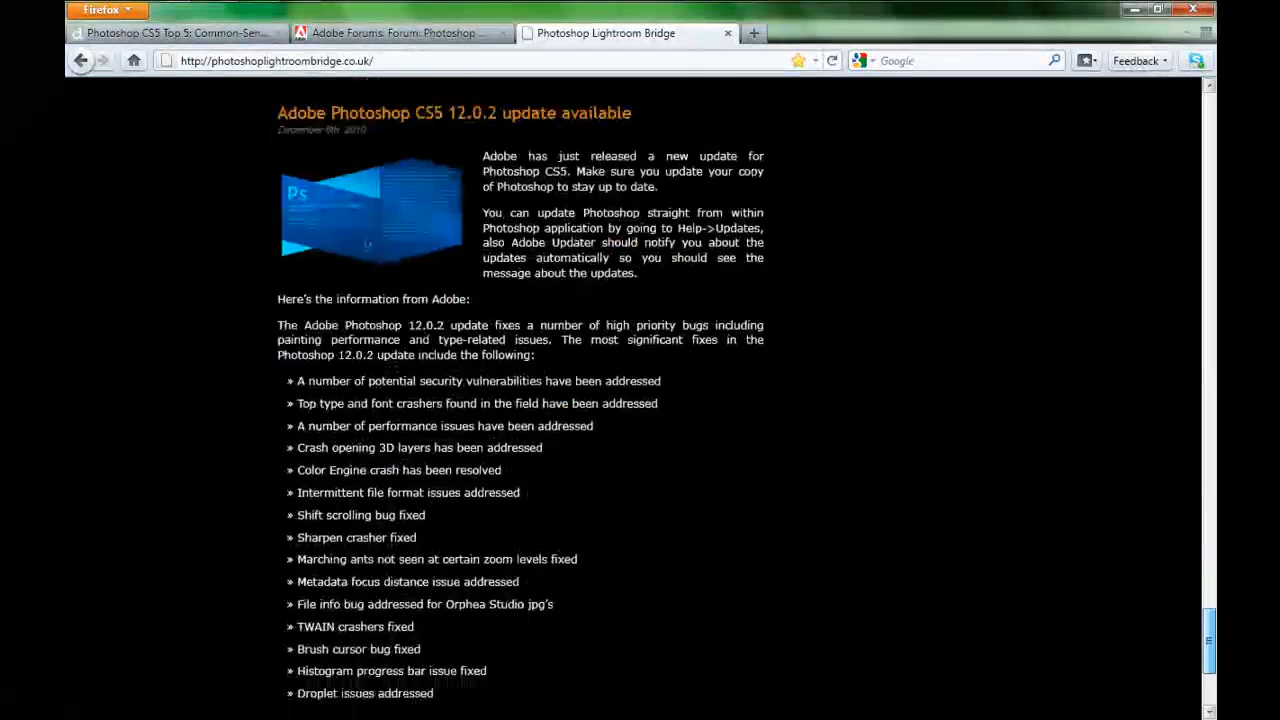 Firefox
Photoshop CS5 Top 5: Common-Sen...
Adobe Forums: Forum: Photoshop ...
Photoshop Lightroom Bridge
http://photoshoplightroombridge.co.uk/
Google
Feedback
Adobe Photoshop CS5 12.0.2 update available
December 8th 2010
Ps
Adobe has just released a new update for
Photoshop CS5. Make sure you update your copy
of Photoshop to stay up to date.
You can update Photoshop straight from within
Photoshop application by going to Help->Updates,
also Adobe Updater should notify you about the
updates automatically so you should see the
message about the updates.
Here's the information from Adobe:
The Adobe Photoshop 12.0.2 update fixes a number of high priority bugs including
painting performance and type-related issues. The most significant fixes in the
Photoshop 12.0.2 update include the following:
» A number of potential security vulnerabilities have been addressed
» Top type and font crashers found in the field have been addressed
» A number of performance issues have been addressed
» Crash opening 3D layers has been addressed
» Color Engine crash has been resolved
» Intermittent file format issues addressed
» Shift scrolling bug fixed
» Sharpen crasher fixed
» Marching ants not seen at certain zoom levels fixed
» Metadata focus distance issue addressed
» File info bug addressed for Orphea Studio jpg's
» TWAIN crashers fixed
» Brush cursor bug fixed
» Histogram progress bar issue fixed
» Droplet issues addressed